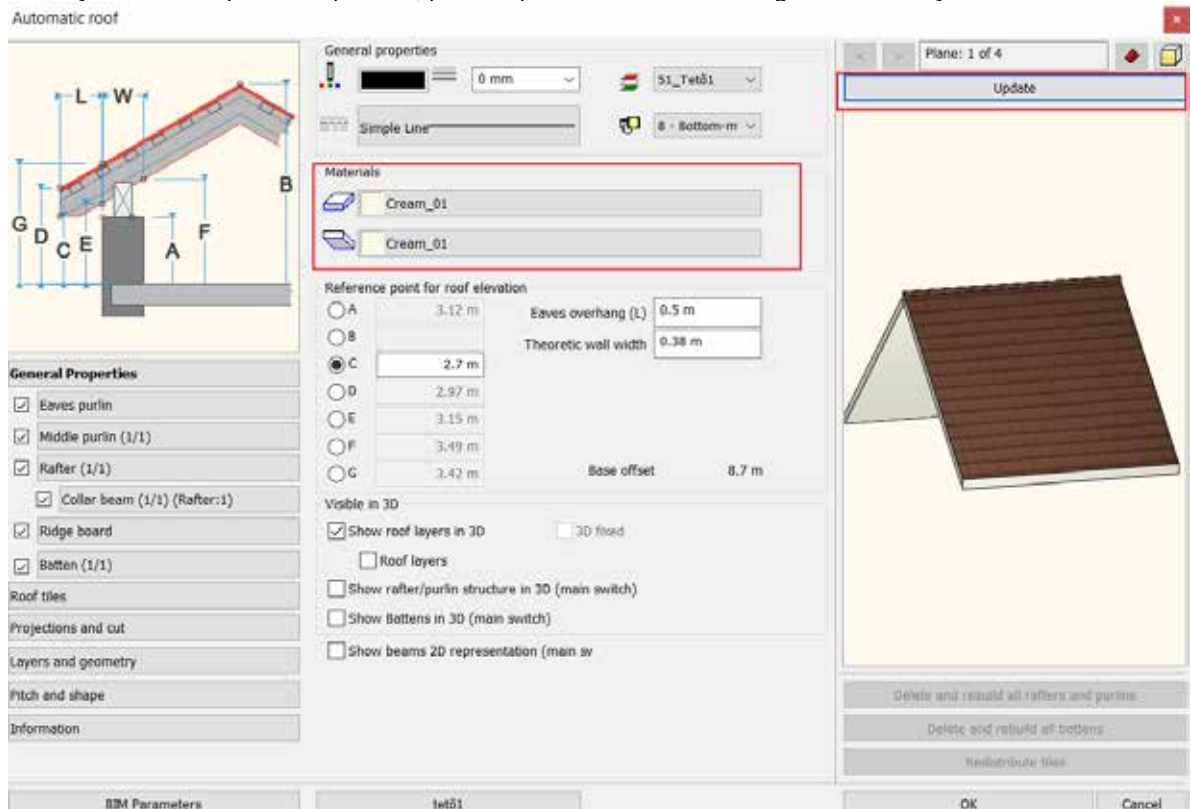 Automatic roof
L W
B
G
D
C E
A
F
General Properties
Eaves purlin
Middle purlin (1/1)
Rafter (1/1)
Collar beam (1/1) (Rafter:1)
Ridge board
Batten (1/1)
Roof tiles
Projections and cut
Layers and geometry
Pitch and shape
Information
BIM Parameters
General properties
0 mm
51_Tető1
Simple Line
8 - Bottom-m
Materials
Cream_01
Cream_01
Reference point for roof elevation
A 3.12 m
B
C 2.7 m
D 2.97 m
E 3.15 m
F 3.49 m
G 3.42 m
Eaves overhang (L) 0.5 m
Theoretic wall width 0.38 m
Base offset 8.7 m
Visible in 3D
Show roof layers in 3D
3D fixed
Roof layers
Show rafter/purlin structure in 3D (main switch)
Show Battens in 3D (main switch)
Show beams 2D representation (main sv
tető1
< >
Plane: 1 of 4
Update
Delete and rebuild all rafters and purlins
Delete and rebuild all battens
Redistribute tiles
OK
Cancel